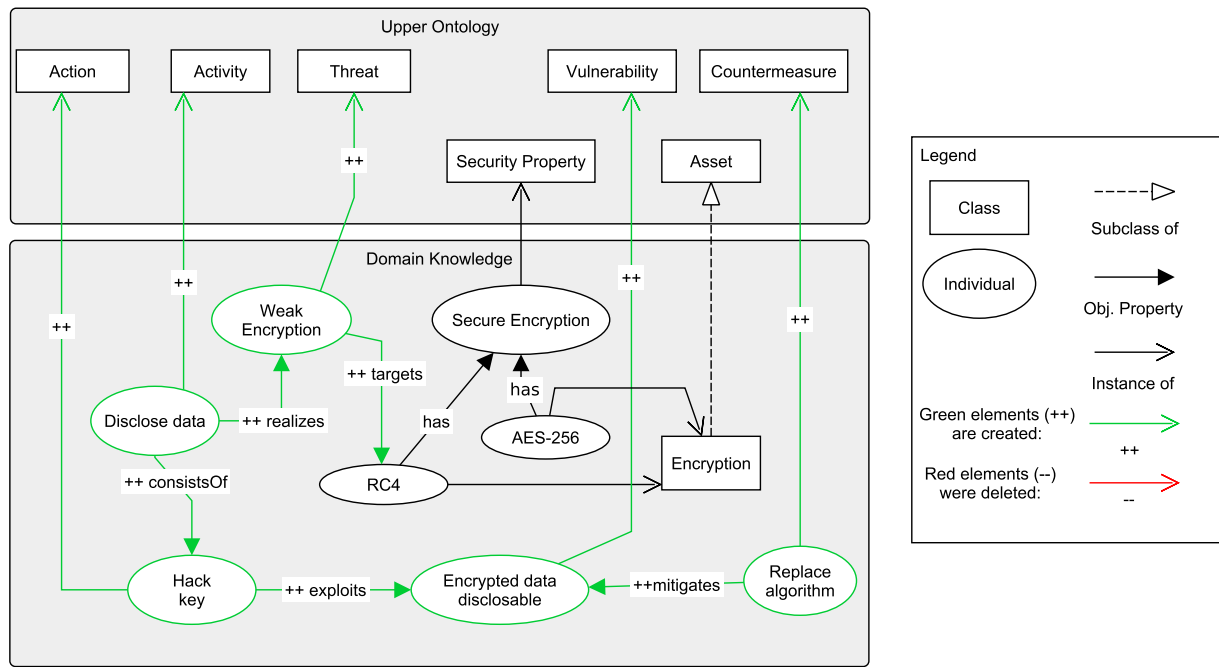 Upper Ontology
Action
Activity
Threat
Vulnerability
Countermeasure
++
Security Property
Asset
Domain Knowledge
++
++
++
++
Weak
Encryption
Secure Encryption
++ targets
has
has
Disclose data
++ realizes
AES-256
Encryption
++ consistsOf
RC4
Hack
key
++ exploits
Encrypted data
disclosable
++mitigates
Replace
algorithm
Legend
Class
Subclass of
Individual
Obj. Property
Instance of
Green elements (++)
are created:
++
Red elements (--)
were deleted:
--